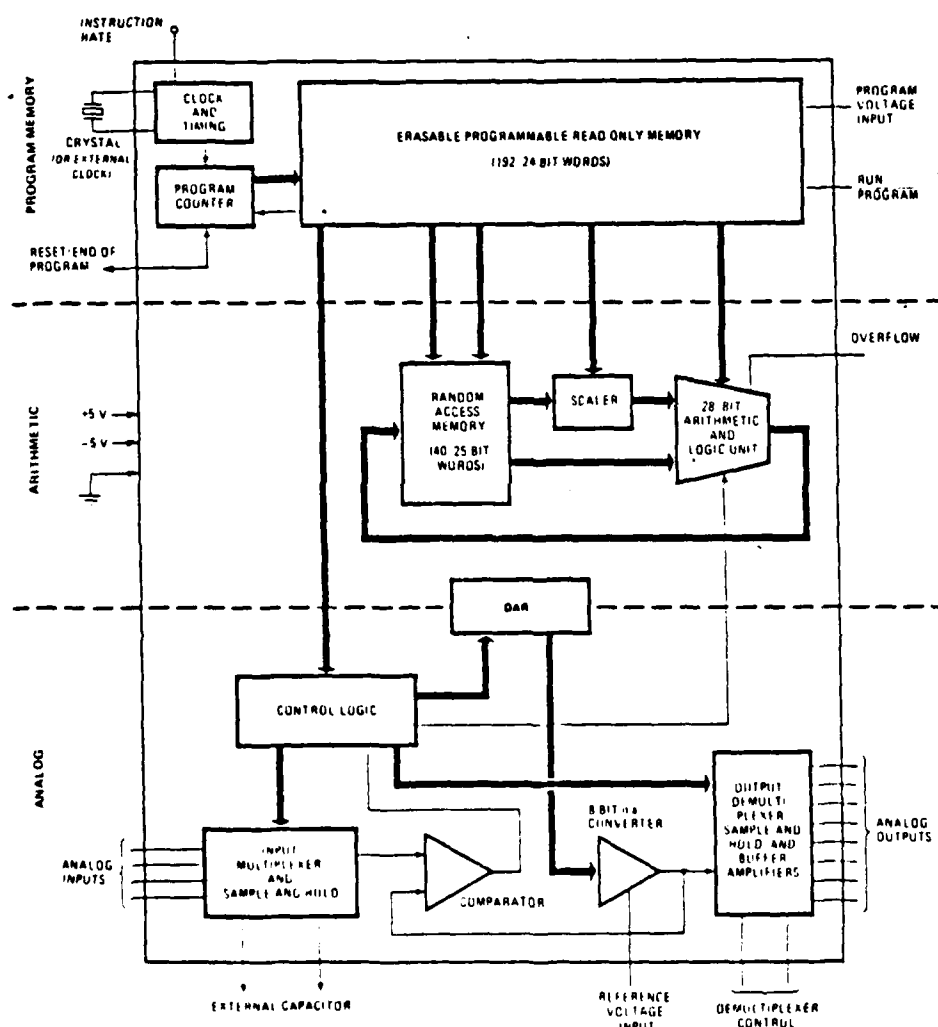 INSTRUCTION
HATE
PROGRAM MEMORY
CLOCK
AND
TIMING
CRYSTAL
(OR EXTERNAL
CLOCK)
PROGRAM
COUNTER
RESET/END OF
PROGRAM
ERASABLE PROGRAMMABLE READ ONLY MEMORY
(192 24 BIT WORDS)
PROGRAM
VOLTAGE
INPUT
RUN
PROGRAM
ARITHMETIC
+5 V
-5 V
RANDOM
ACCESS
MEMORY
(40 25 BIT
WORDS)
SCALER
28 BIT
ARITHMETIC
AND
LOGIC UNIT
OVERFLOW
DAR
ANALOG
CONTROL LOGIC
ANALOG
INPUTS
INPUT
MULTIPLEXER
AND
SAMPLE AND HOLD
COMPARATOR
8 BIT
CONVERTER
OUTPUT
DEMULTI
PLEXER
SAMPLE AND
HOLD AND
BUFFER
AMPLIFIERS
ANALOG
OUTPUTS
EXTERNAL CAPACITOR
REFERENCE
VOLTAGE
INPUT
DEMULTIPLEXER
CONTROL